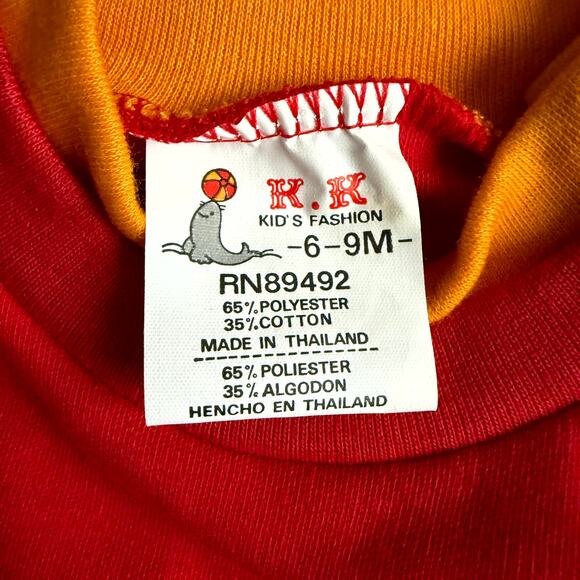 K.K
KID'S FASHION
-6-9M-
RN89492
65% POLYESTER
35% COTTON
MADE IN THAILAND
65% POLIESTER
35% ALGODON
HENCHO EN THAILAND